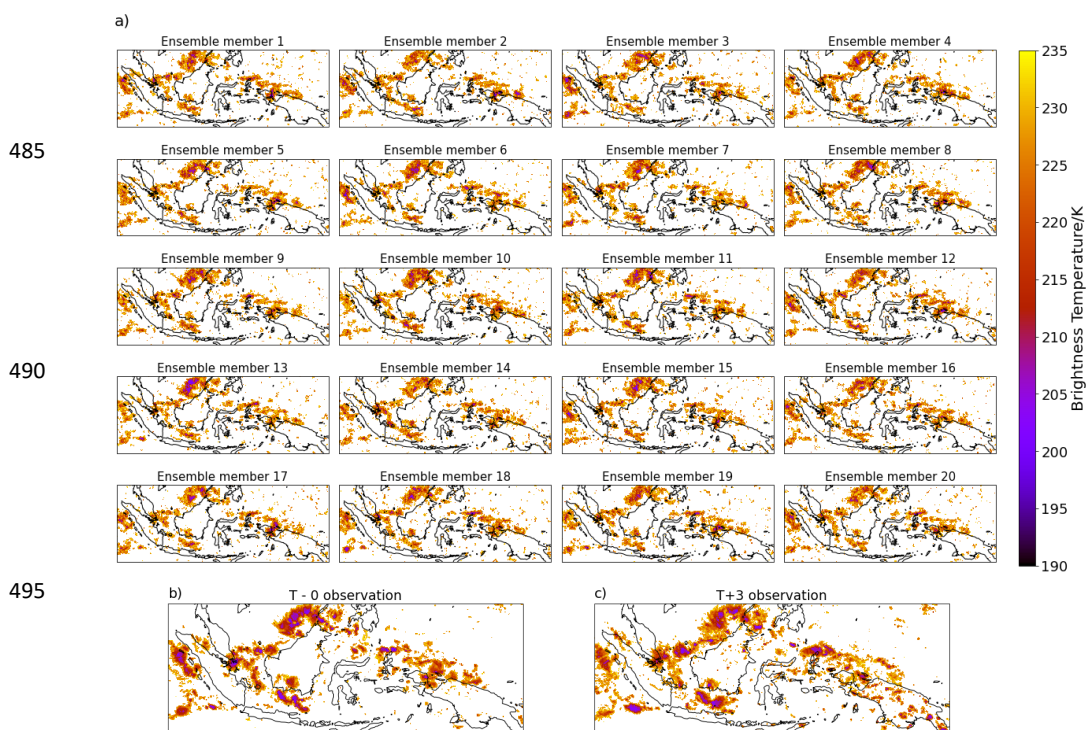 a)
Ensemble member 1 Ensemble member 2 Ensemble member 3 Ensemble member 4
485
Ensemble member 5 Ensemble member 6 Ensemble member 7 Ensemble member 8
Ensemble member 9 Ensemble member 10 Ensemble member 11 Ensemble member 12
490
Ensemble member 13 Ensemble member 14 Ensemble member 15 Ensemble member 16
Ensemble member 17 Ensemble member 18 Ensemble member 19 Ensemble member 20
495
235
230
225
220
215
210
205
200
195
190
Brightness Temperature/K
b) T - 0 observation
c) T+3 observation